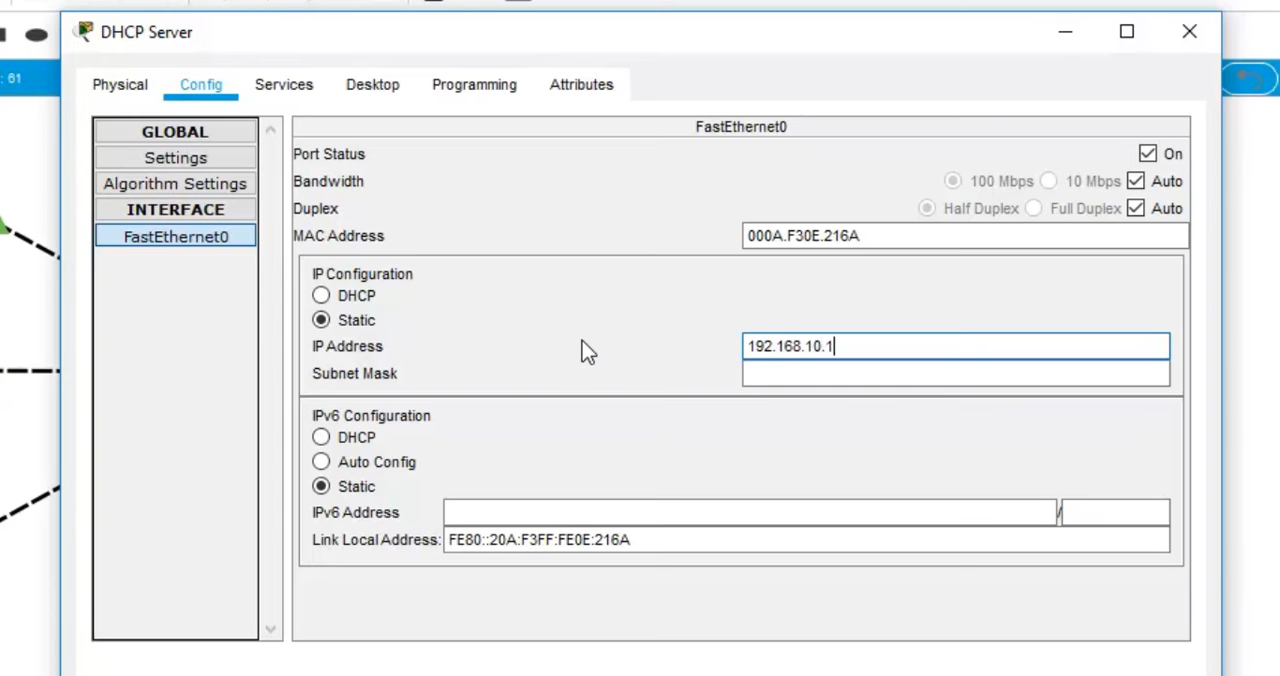 DHCP Server
: 61
Physical Config Services Desktop Programming Attributes
GLOBAL
Settings
Algorithm Settings
INTERFACE
FastEthernet0
FastEthernet0
Port Status On
Bandwidth 100 Mbps 10 Mbps Auto
Duplex Half Duplex Full Duplex Auto
MAC Address 000A.F30E.216A
IP Configuration
DHCP
Static
IP Address 192.168.10.1
Subnet Mask
IPv6 Configuration
DHCP
Auto Config
Static
IPv6 Address /
Link Local Address: FE80::20A:F3FF:FE0E:216A